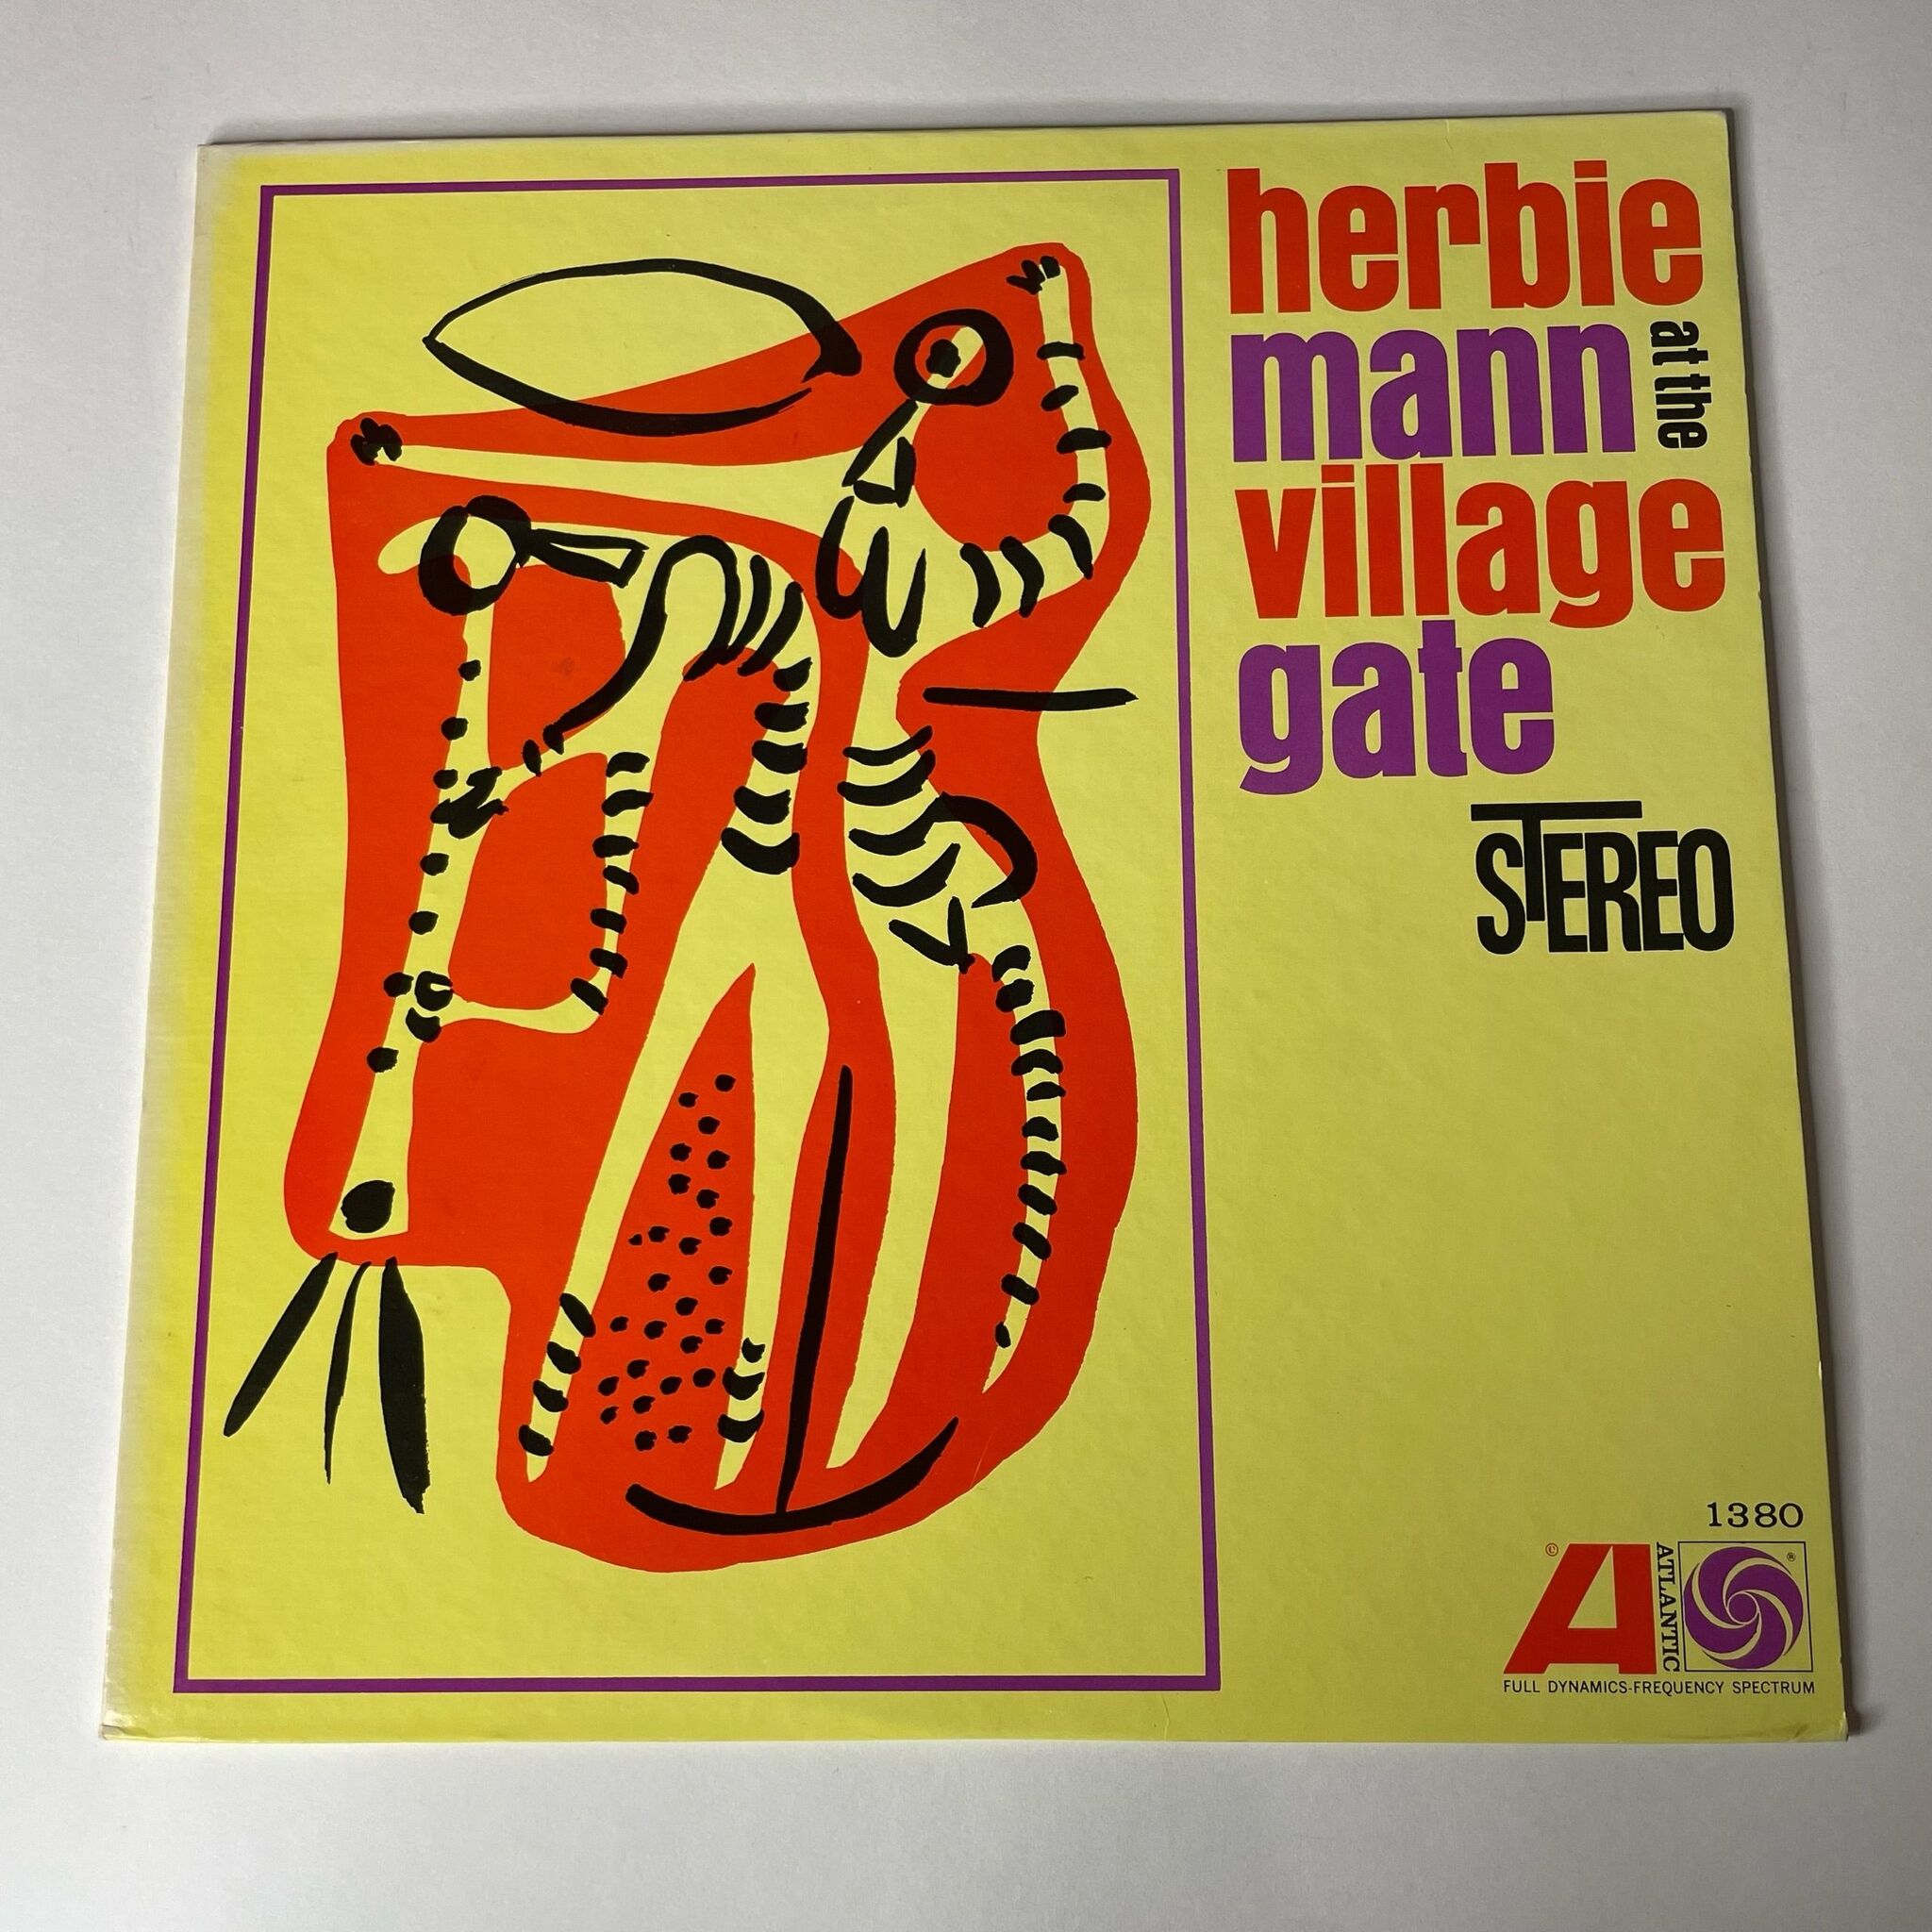 herbie
mann
at the
village
gate
STEREO
1380
© A ATLANTIC ®
FULL DYNAMICS-FREQUENCY SPECTRUM